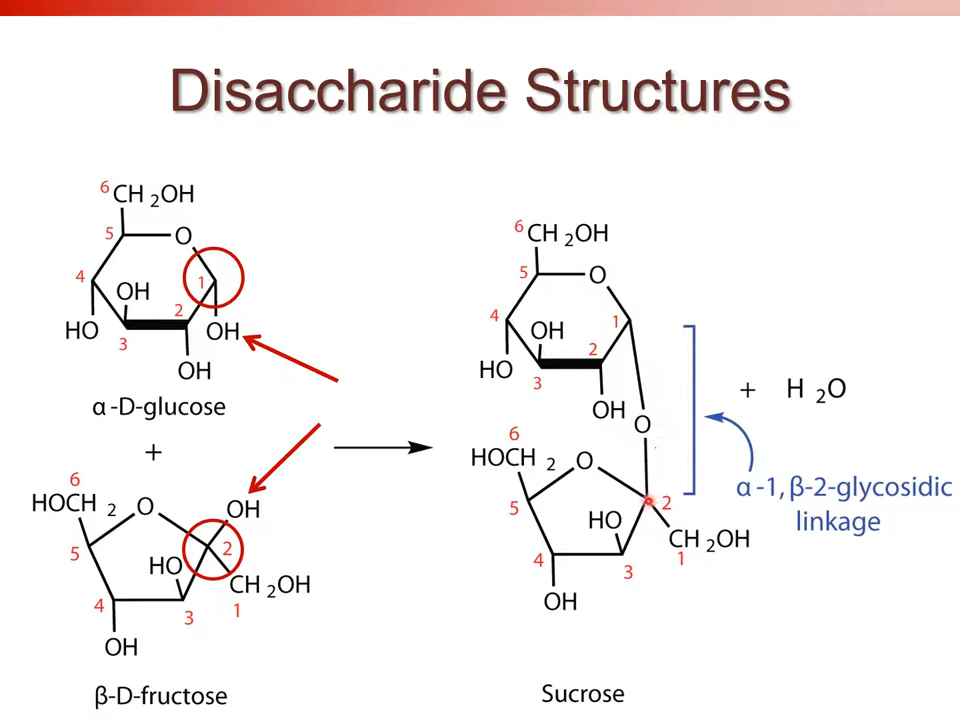 Disaccharide Structures
6
CH 2OH
5
O
4
1
OH
2
HO
3
OH
OH
α-D-glucose
+
6
HOCH 2
O
OH
5
HO
2
4
3
CH 2OH
1
OH
β-D-fructose
6
CH 2OH
5
O
4
1
OH
2
HO
3
OH
O
6
HOCH 2
O
5
HO
2
4
3
CH 2OH
1
OH
Sucrose
+ H 2O
α-1, β-2-glycosidic
linkage